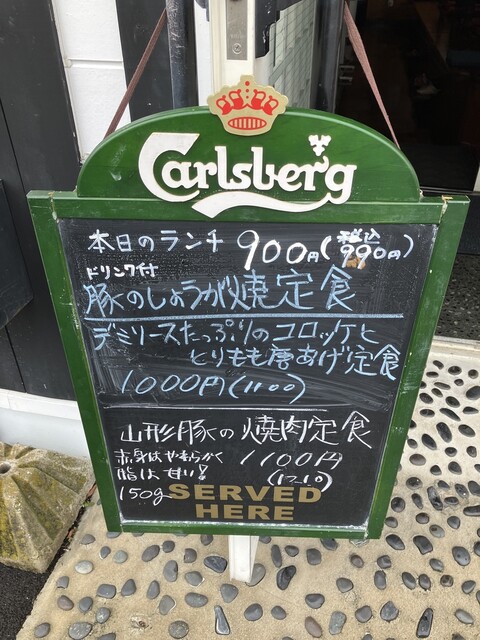 Carlsberg
本日のランチ 900円(税込990円)
ドリンク付
豚のしょうが焼定食
デミソースたっぷりのコロッケと
とりもも唐あげ定食
1000円(1100)
山形豚の焼肉定食
赤身はやわらかく 1100円
脂は甘い! (1210)
150g
SERVED
HERE